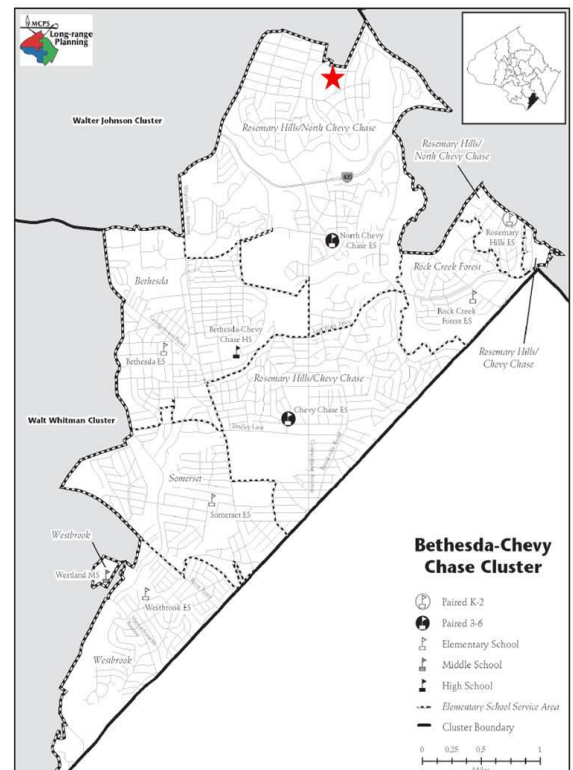 MCPS
Long-range
Planning
Walter Johnson Cluster
Rosemary Hills/North Chevy Chase
Rosemary Hills/
North Chevy Chase
North Chevy
Chase ES
Rosemary
Hills ES
Bethesda
Rock Creek Forest
Rock Creek
Forest ES
Bethesda-Chevy
Chase HS
Bethesda ES
Rosemary Hills/
Chevy Chase
Rosemary Hills/Chevy Chase
Chevy Chase ES
Walt Whitman Cluster
Somerset
Somerset ES
Westbrook
Westland MS
Westbrook ES
Westbrook
Bethesda-Chevy
Chase Cluster
Paired K-2
Paired 3-6
Elementary School
Middle School
High School
Elementary School Service Area
Cluster Boundary
0 0.25 0.5 1
Miles